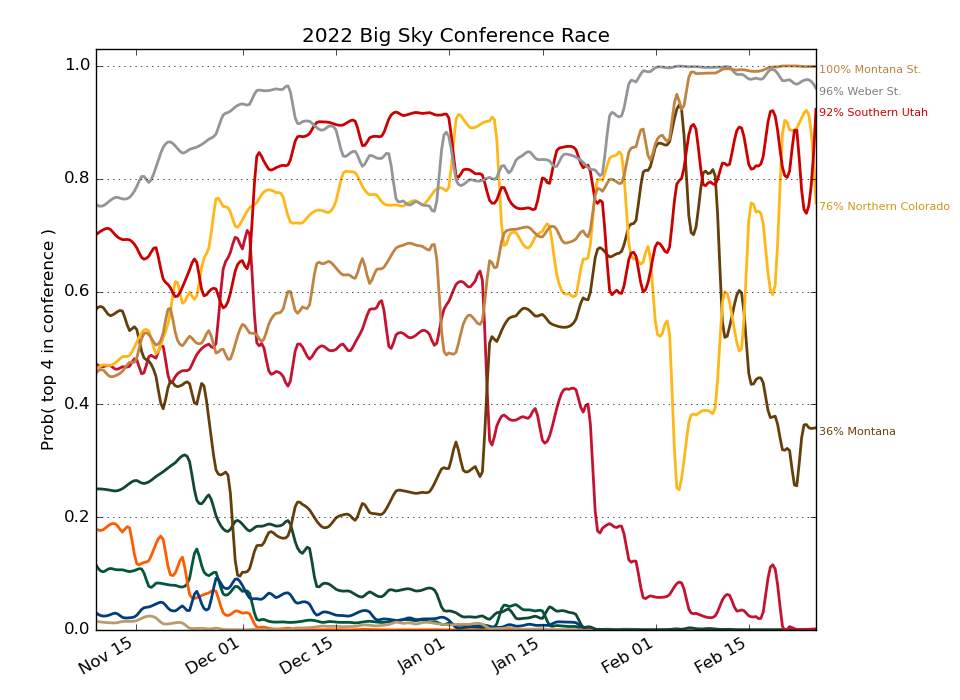 2022 Big Sky Conference Race
Prob( top 4 in conference )
1.0
0.8
0.6
0.4
0.2
0.0
Nov 15
Dec 01
Dec 15
Jan 01
Jan 15
Feb 01
Feb 15
100% Montana St.
96% Weber St.
92% Southern Utah
76% Northern Colorado
36% Montana